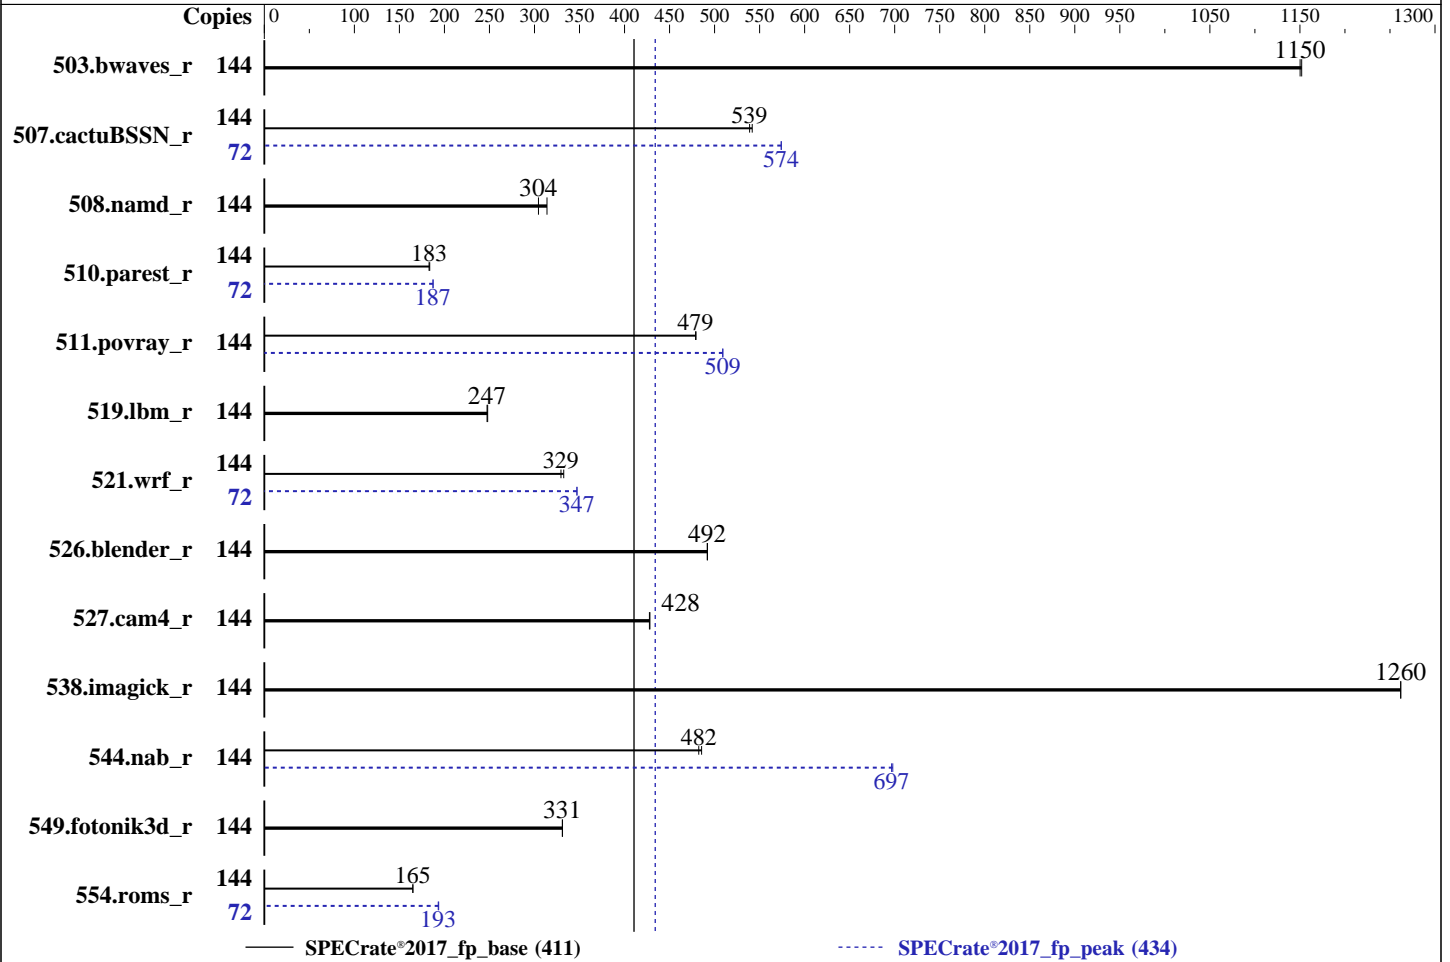 Copies 0 100 150 200 250 300 350 400 450 500 550 600 650 700 750 800 850 900 950 1050 1150 1300
503.bwaves_r 144 1150
507.cactuBSSN_r 144 539
72 574
508.namd_r 144 304
510.parest_r 144 183
72 187
511.povray_r 144 479
509
519.lbm_r 144 247
521.wrf_r 144 329
72 347
526.blender_r 144 492
527.cam4_r 144 428
538.imagick_r 144 1260
544.nab_r 144 482
697
549.fotonik3d_r 144 331
554.roms_r 144 165
72 193
SPECrate®2017_fp_base (411) SPECrate®2017_fp_peak (434)